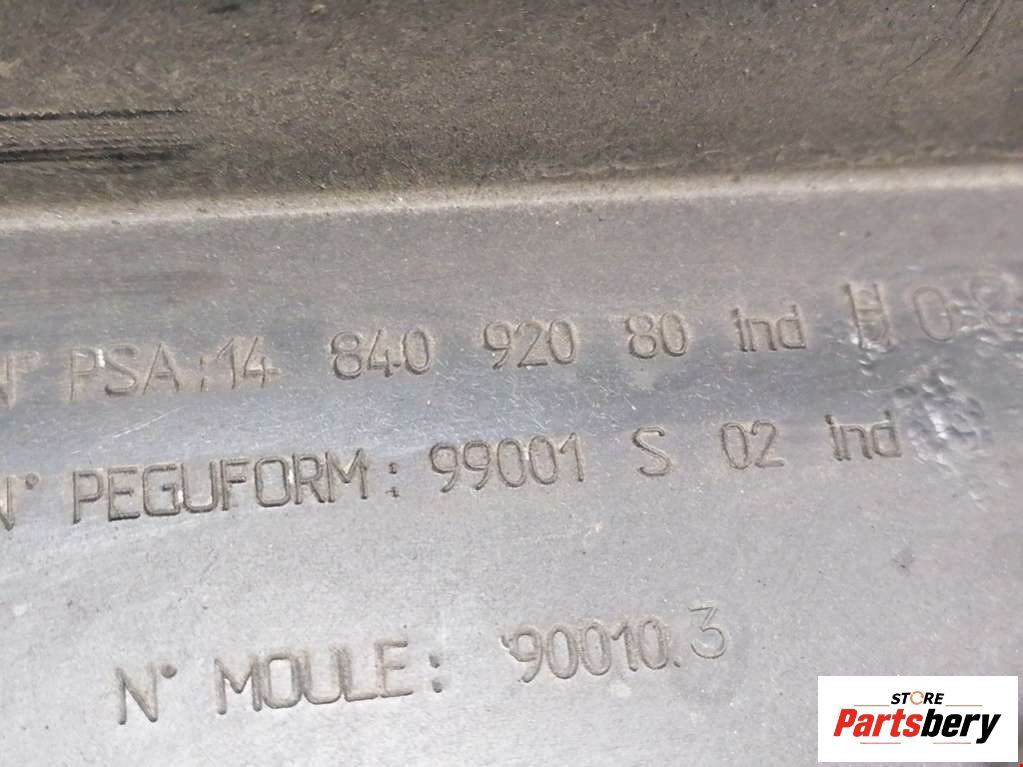 N° PSA:14 840 920 80 ind
N° PEGUFORM: 99001 S 02 ind
N° MOULE: 90010.3
STORE
Partsbery